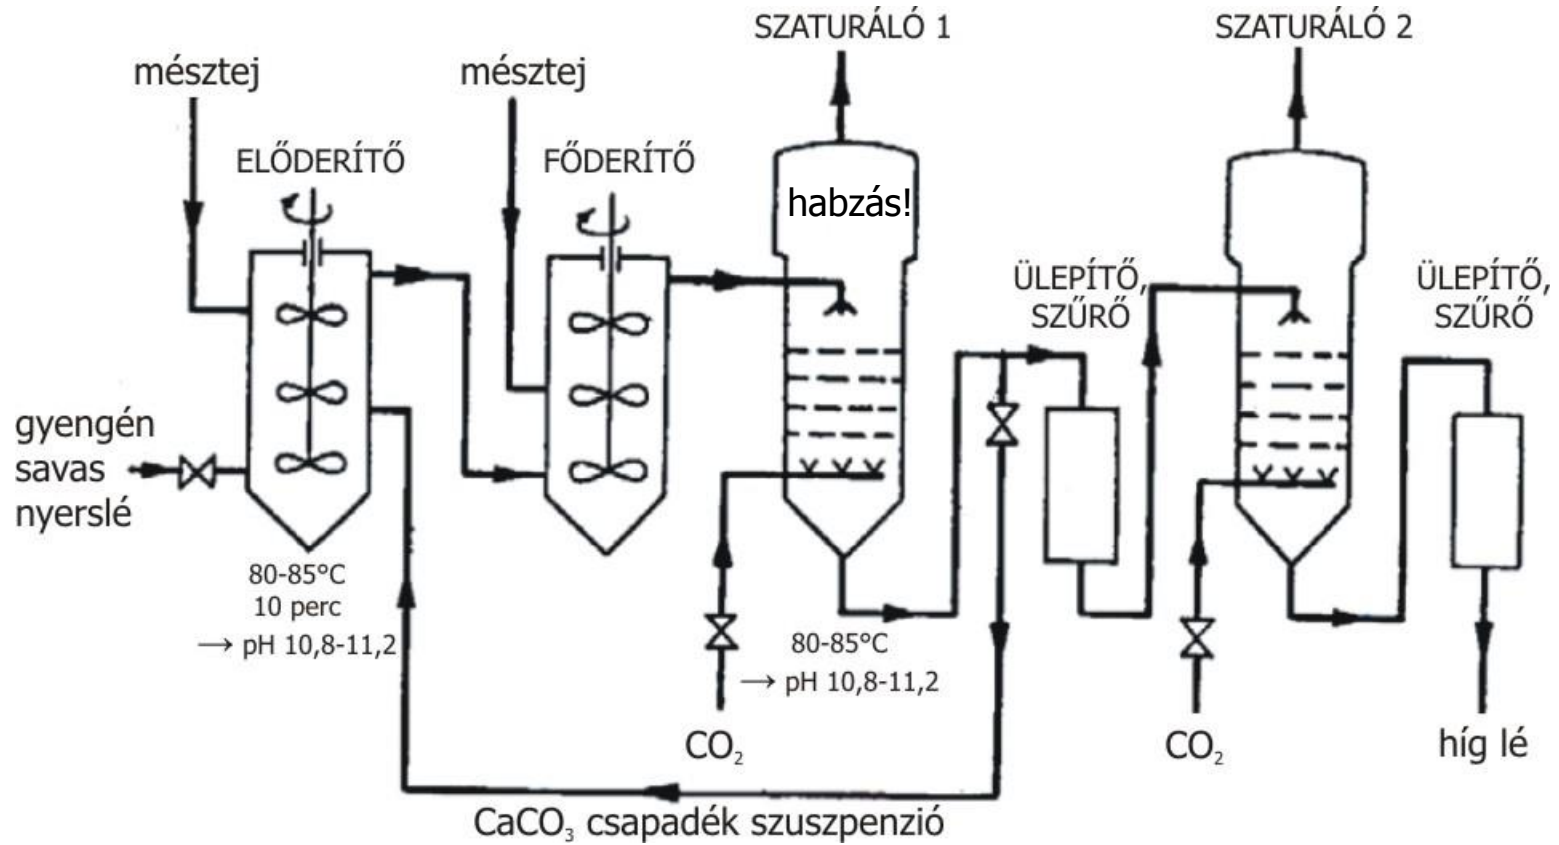 SZATURÁLÓ 1
SZATURÁLÓ 2
mésztej
mésztej
ELŐDERÍTŐ
FŐDERÍTŐ
habzás!
ÜLEPÍTŐ,
SZŰRŐ
ÜLEPÍTŐ,
SZŰRŐ
gyengén
savas
nyerslé
80-85°C
10 perc
→ pH 10,8-11,2
80-85°C
→ pH 10,8-11,2
CO₂
CO₂
híg lé
CaCO₃ csapadék szuszpenzió